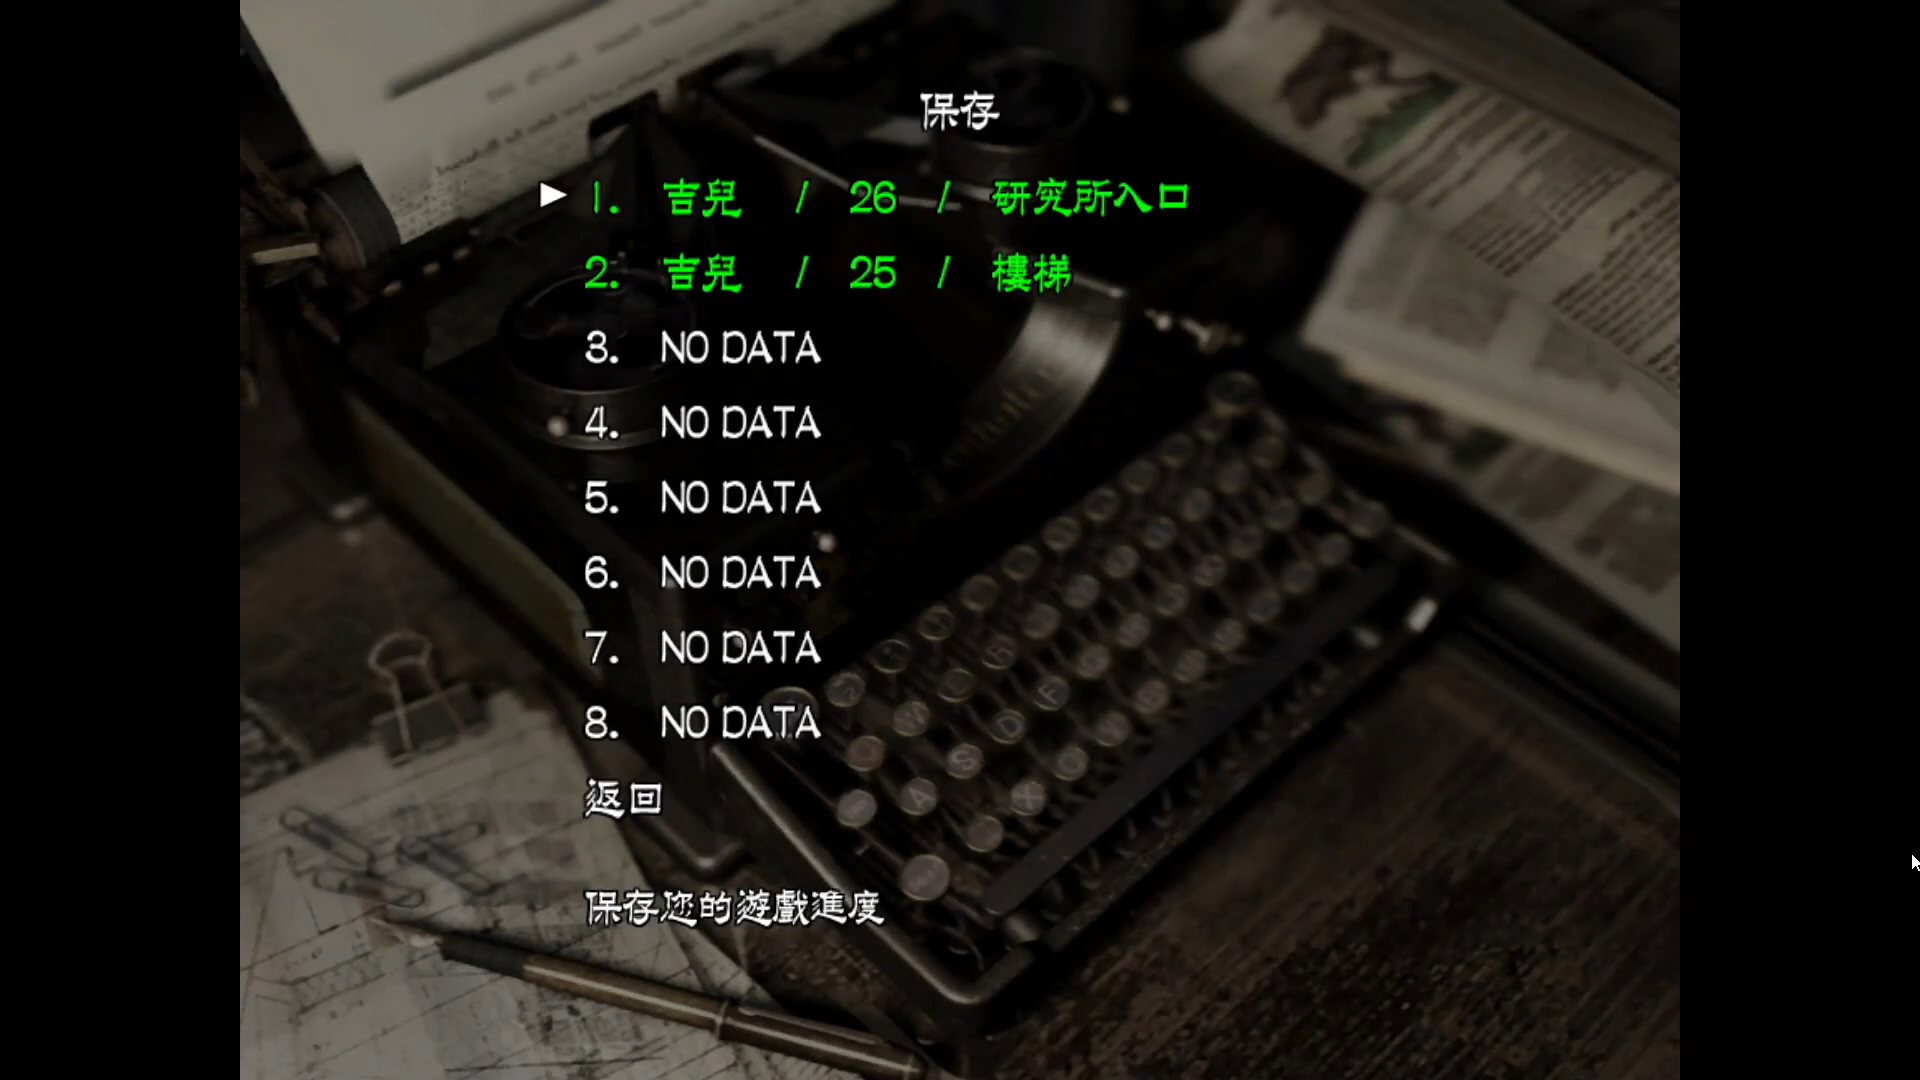 保存
1. 吉兒 / 26 / 研究所入口
2. 吉兒 / 25 / 樓梯
3. NO DATA
4. NO DATA
5. NO DATA
6. NO DATA
7. NO DATA
8. NO DATA
返回
保存您的遊戲進度